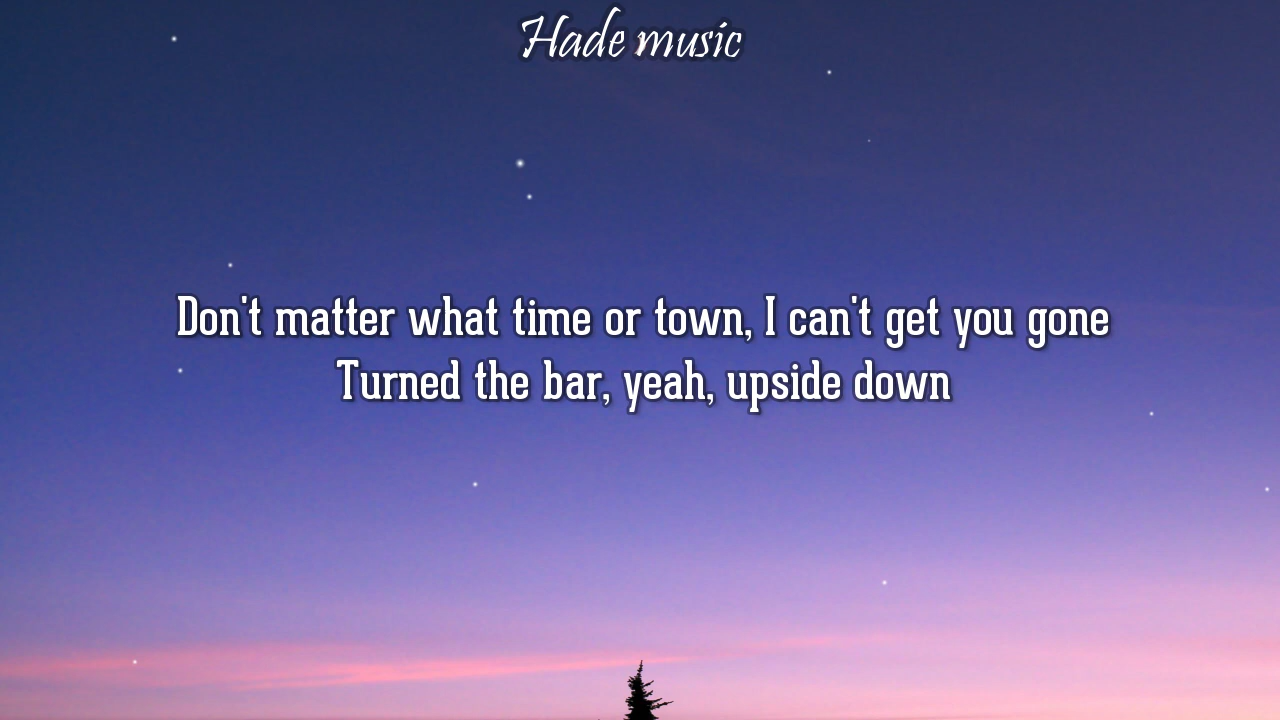 Hade music
Don't matter what time or town, I can't get you gone
Turned the bar, yeah, upside down